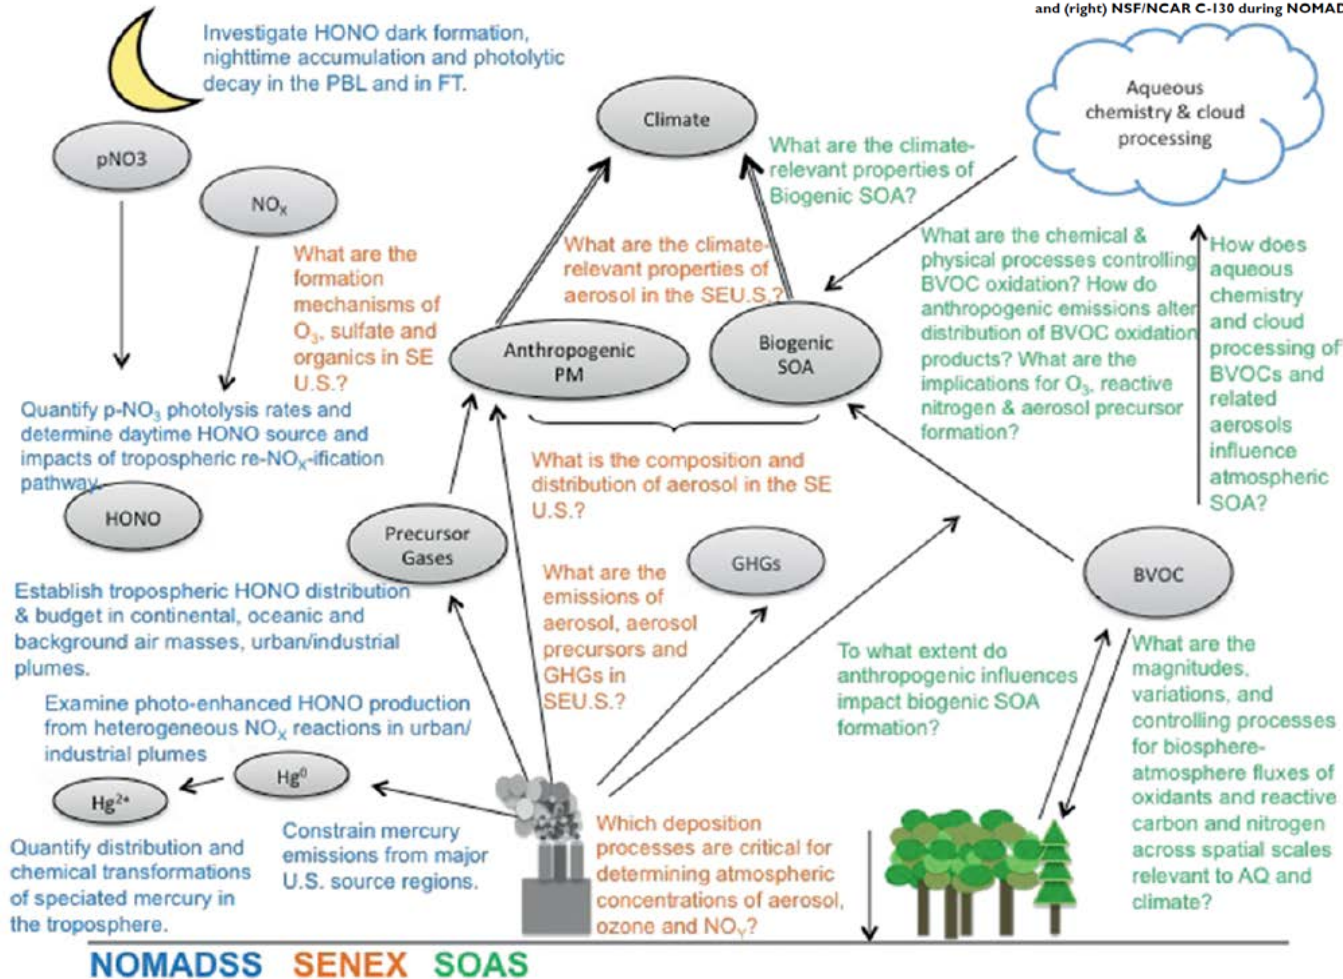 and (right) NSF/NCAR C-130 during NOMAD
Investigate HONO dark formation,
nighttime accumulation and photolytic
decay in the PBL and in FT.
Aqueous
chemistry & cloud
processing
Climate
pNO3
NOX
What are the climate-
relevant properties of
Biogenic SOA?
What are the
formation
mechanisms of
O3, sulfate and
organics in SE
U.S.?
What are the climate-
relevant properties of
aerosol in the SEU.S.?
What are the chemical &
physical processes controlling
BVOC oxidation? How do
anthropogenic emissions alter
distribution of BVOC oxidation
products? What are the
implications for O3, reactive
nitrogen & aerosol precursor
formation?
How does
aqueous
chemistry
and cloud
processing of
BVOCs and
related
aerosols
influence
atmospheric
SOA?
Anthropogenic
PM
Biogenic
SOA
Quantify p-NO3 photolysis rates and
determine daytime HONO source and
impacts of tropospheric re-NOX-ification
pathway.
HONO
What is the composition and
distribution of aerosol in the SE
U.S.?
Precursor
Gases
GHGs
BVOC
Establish tropospheric HONO distribution
& budget in continental, oceanic and
background air masses, urban/industrial
plumes.
What are the
emissions of
aerosol, aerosol
precursors and
GHGs in
SEU.S.?
To what extent do
anthropogenic influences
impact biogenic SOA
formation?
What are the
magnitudes,
variations, and
controlling processes
for biosphere-
atmosphere fluxes of
oxidants and reactive
carbon and nitrogen
across spatial scales
relevant to AQ and
climate?
Examine photo-enhanced HONO production
from heterogeneous NOX reactions in urban/
industrial plumes
Hg0
Hg2+
Quantify distribution and
chemical transformations
of speciated mercury in
the troposphere.
Constrain mercury
emissions from major
U.S. source regions.
Which deposition
processes are critical for
determining atmospheric
concentrations of aerosol,
ozone and NOY?
NOMADSS SENEX SOAS